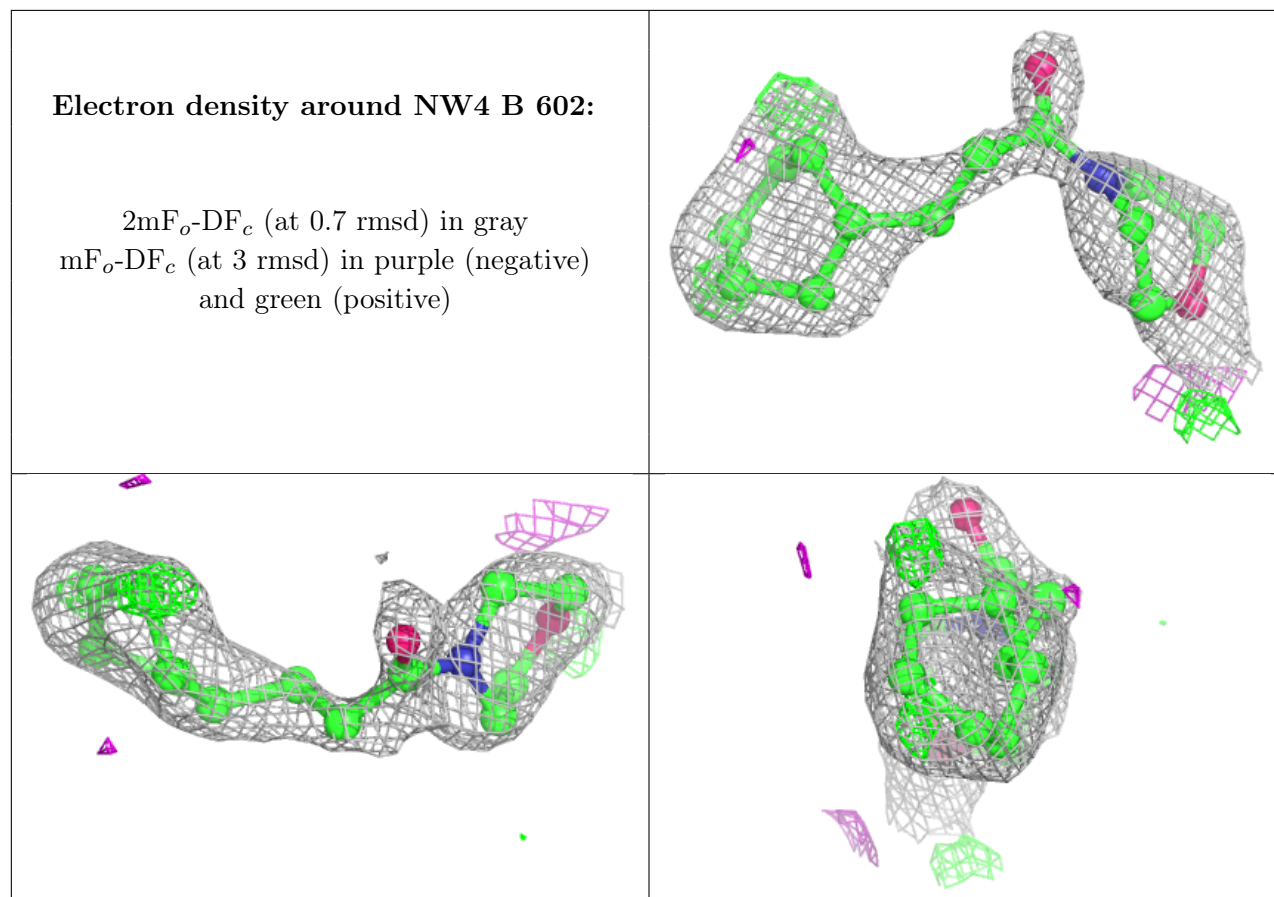 Electron density around NW4 B 602:
2mFo-DFc (at 0.7 rmsd) in gray
mFo-DFc (at 3 rmsd) in purple (negative)
and green (positive)